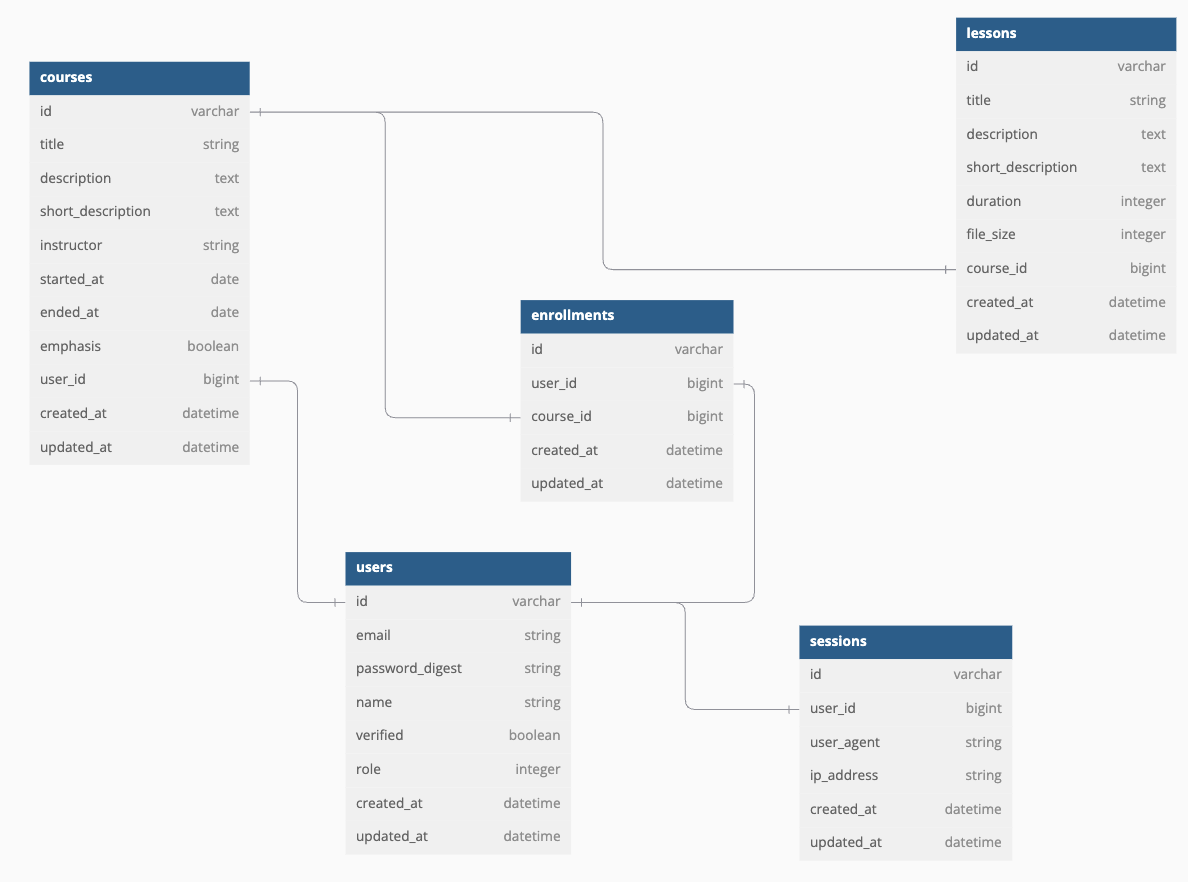 courses
id varchar
title string
description text
short_description text
instructor string
started_at date
ended_at date
emphasis boolean
user_id bigint
created_at datetime
updated_at datetime
lessons
id varchar
title string
description text
short_description text
duration integer
file_size integer
course_id bigint
created_at datetime
updated_at datetime
enrollments
id varchar
user_id bigint
course_id bigint
created_at datetime
updated_at datetime
users
id varchar
email string
password_digest string
name string
verified boolean
role integer
created_at datetime
updated_at datetime
sessions
id varchar
user_id bigint
user_agent string
ip_address string
created_at datetime
updated_at datetime